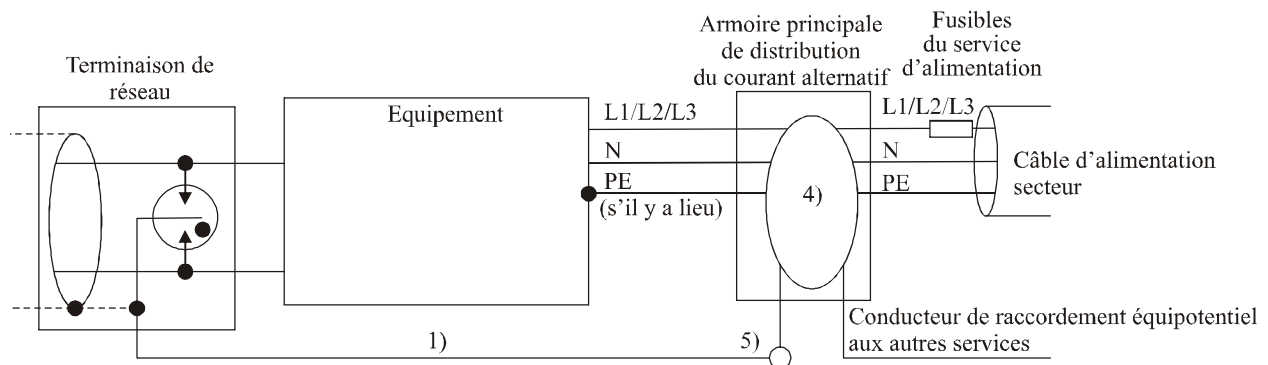 Terminaison de
réseau
Equipement
Armoire principale
de distribution
du courant alternatif
Fusibles
du service
d'alimentation
L1/L2/L3
N
PE
(s'il y a lieu)
4)
L1/L2/L3
N
PE
Câble d'alimentation
secteur
1)
5)
Conducteur de raccordement équipotentiel
aux autres services